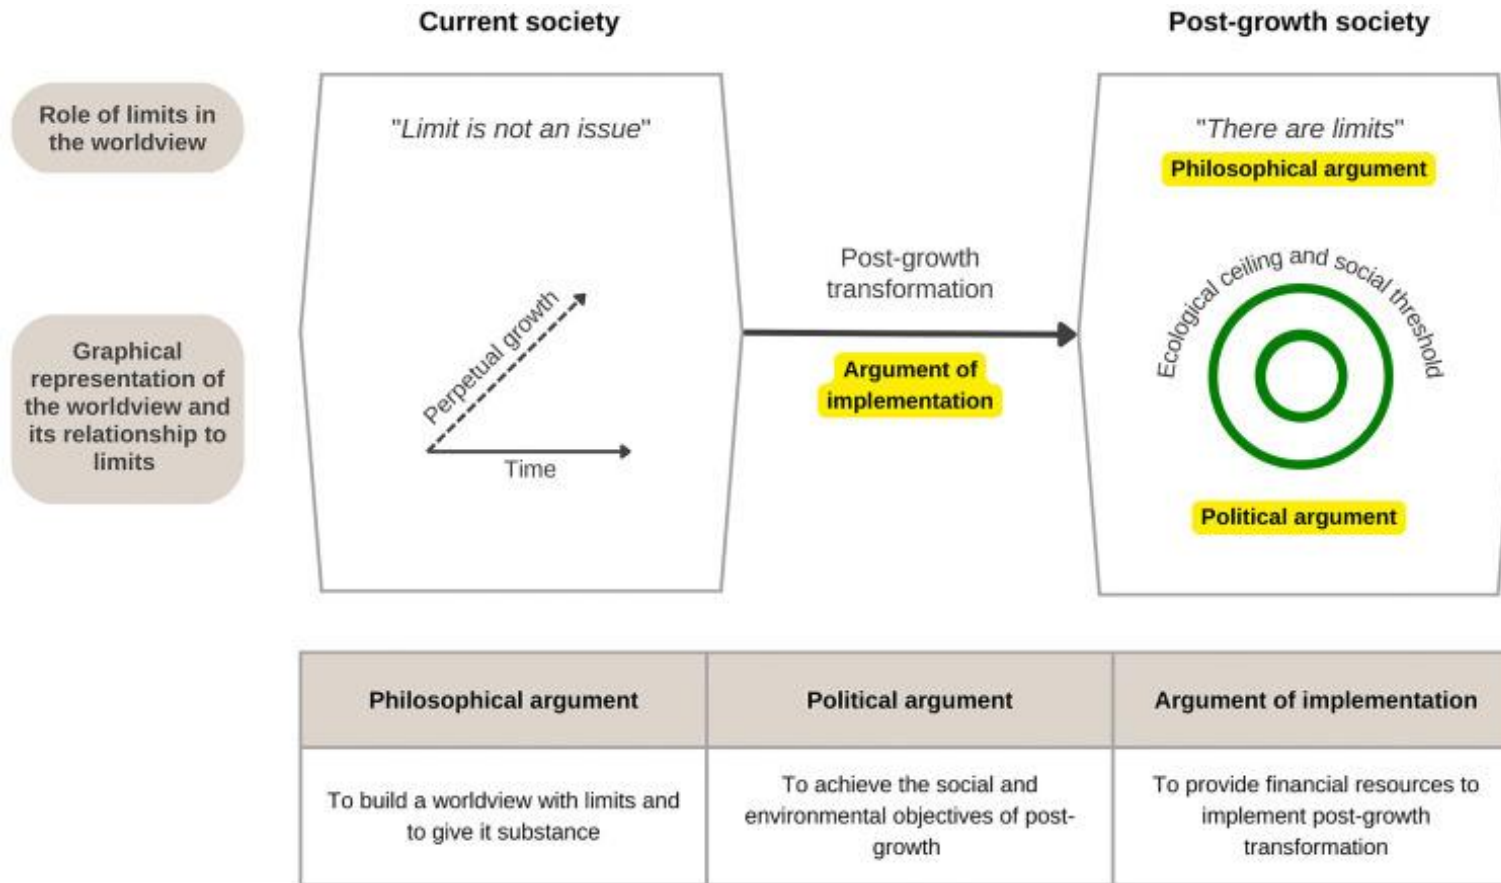 Current society
Post-growth society
Role of limits in
the worldview
"Limit is not an issue"
"There are limits"
Philosophical argument
Graphical
representation of
the worldview and
its relationship to
limits
Perpetual growth
Time
Post-growth
transformation
Argument of
implementation
Ecological ceiling and social threshold
Political argument
Philosophical argument
Political argument
Argument of implementation
To build a worldview with limits and
to give it substance
To achieve the social and
environmental objectives of post-
growth
To provide financial resources to
implement post-growth
transformation